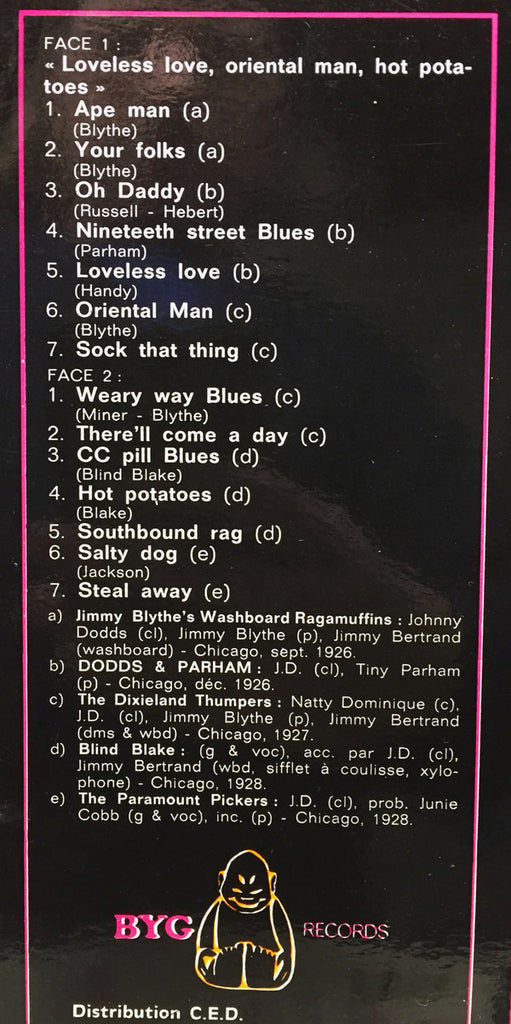 FACE 1 :
« Loveless love, oriental man, hot pota-
toes »
1. Ape man (a)
(Blythe)
2. Your folks (a)
(Blythe)
3. Oh Daddy (b)
(Russell - Hebert)
4. Nineteeth street Blues (b)
(Parham)
5. Loveless love (b)
(Handy)
6. Oriental Man (c)
(Blythe)
7. Sock that thing (c)
FACE 2 :
1. Weary way Blues (c)
(Miner - Blythe)
2. There'll come a day (c)
3. CC pill Blues (d)
(Blind Blake)
4. Hot potatoes (d)
(Blake)
5. Southbound rag (d)
6. Salty dog (e)
(Jackson)
7. Steal away (e)
a) Jimmy Blythe's Washboard Ragamuffins : Johnny
Dodds (cl), Jimmy Blythe (p), Jimmy Bertrand
(washboard) - Chicago, sept. 1926.
b) DODDS & PARHAM : J.D. (cl), Tiny Parham
(p) - Chicago, déc. 1926.
c) The Dixieland Thumpers : Natty Dominique (c),
J.D. (cl), Jimmy Blythe (p), Jimmy Bertrand
(dms & wbd) - Chicago, 1927.
d) Blind Blake : (g & voc), acc. par J.D. (cl),
Jimmy Bertrand (wbd, sifflet à coulisse, xylo-
phone) - Chicago, 1928.
e) The Paramount Pickers : J.D. (cl), prob. Junie
Cobb (g & voc), inc. (p) - Chicago, 1928.
BYG RECORDS
Distribution C.E.D.